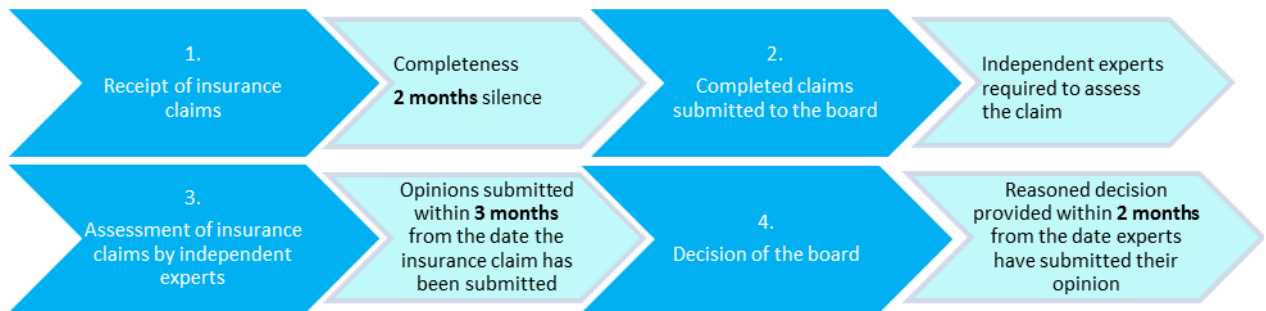 1.
Receipt of insurance
claims
Completeness
2 months silence
2.
Completed claims
submitted to the board
Independent experts
required to assess
the claim
3.
Assessment of insurance
claims by independent
experts
Opinions submitted
within 3 months
from the date the
insurance claim has
been submitted
4.
Decision of the board
Reasoned decision
provided within 2 months
from the date experts
have submitted their
opinion